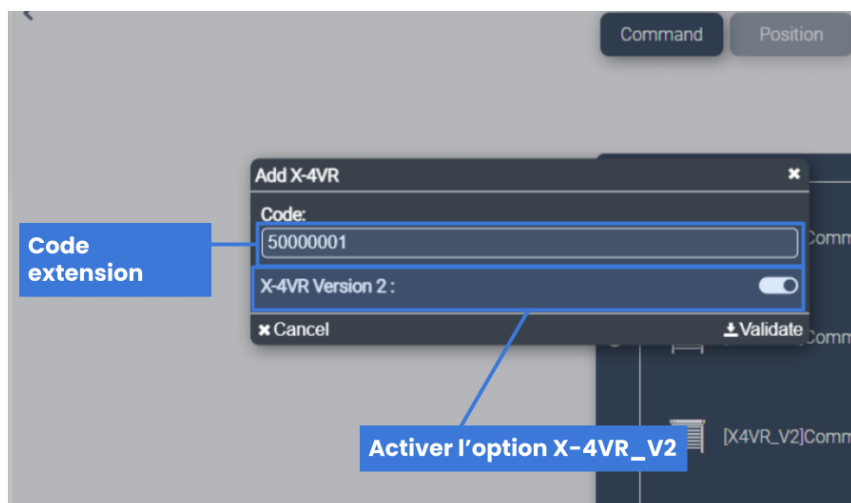 Command Position
Add X-4VR
Code:
50000001
Code
extension
X-4VR Version 2 :
Cancel Validate
Activer l’option X-4VR_V2
[X4VR_V2]Comm